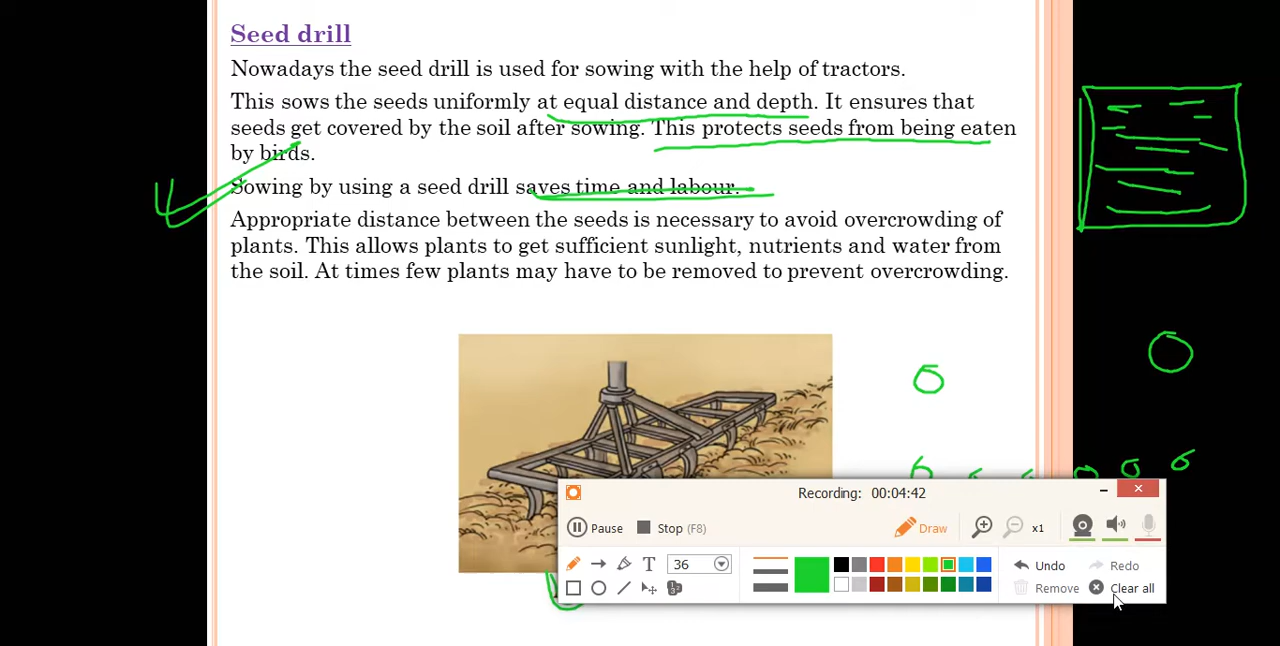 Seed drill
Nowadays the seed drill is used for sowing with the help of tractors.
This sows the seeds uniformly at equal distance and depth. It ensures that
seeds get covered by the soil after sowing. This protects seeds from being eaten
by birds.
Sowing by using a seed drill saves time and labour.
Appropriate distance between the seeds is necessary to avoid overcrowding of
plants. This allows plants to get sufficient sunlight, nutrients and water from
the soil. At times few plants may have to be removed to prevent overcrowding.
Recording: 00:04:42
Pause Stop (F8) Draw x1
T 36 Undo Redo
Remove Clear all